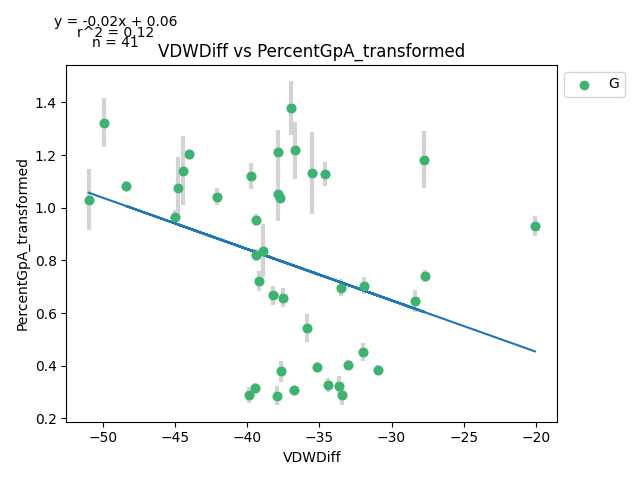 y = -0.02x + 0.06
r^2 = 0.12
n = 41
VDWDiff vs PercentGpA_transformed
G
PercentGpA_transformed
1.4
1.2
1.0
0.8
0.6
0.4
0.2
−50 −45 −40 −35 −30 −25 −20
VDWDiff